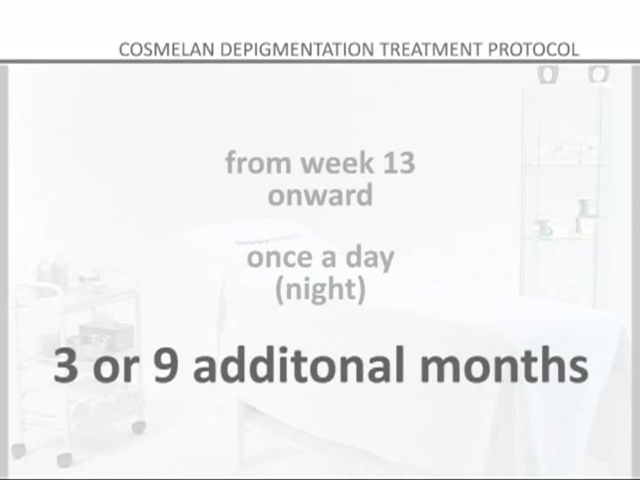 COSMELAN DEPIGMENTATION TREATMENT PROTOCOL
from week 13
onward
once a day
(night)
3 or 9 additonal months